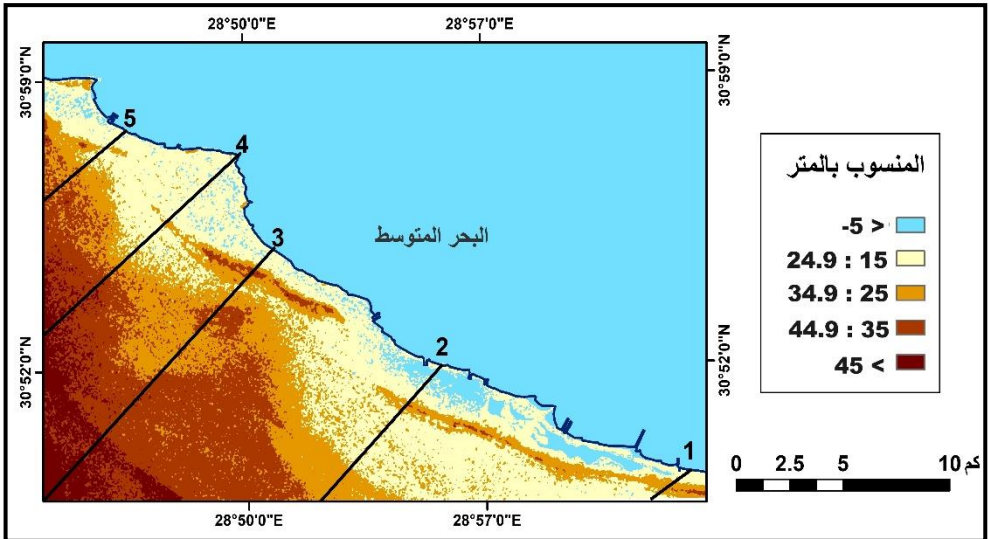 28°50'0"E
28°57'0"E
30°59'0"N
30°59'0"N
5
4
3
البحر المتوسط
2
1
30°52'0"N
30°52'0"N
28°50'0"E
28°57'0"E
المنسوب بالمتر
-5 >
24.9 : 15
34.9 : 25
44.9 : 35
45 <
0 2.5 5 10 كم